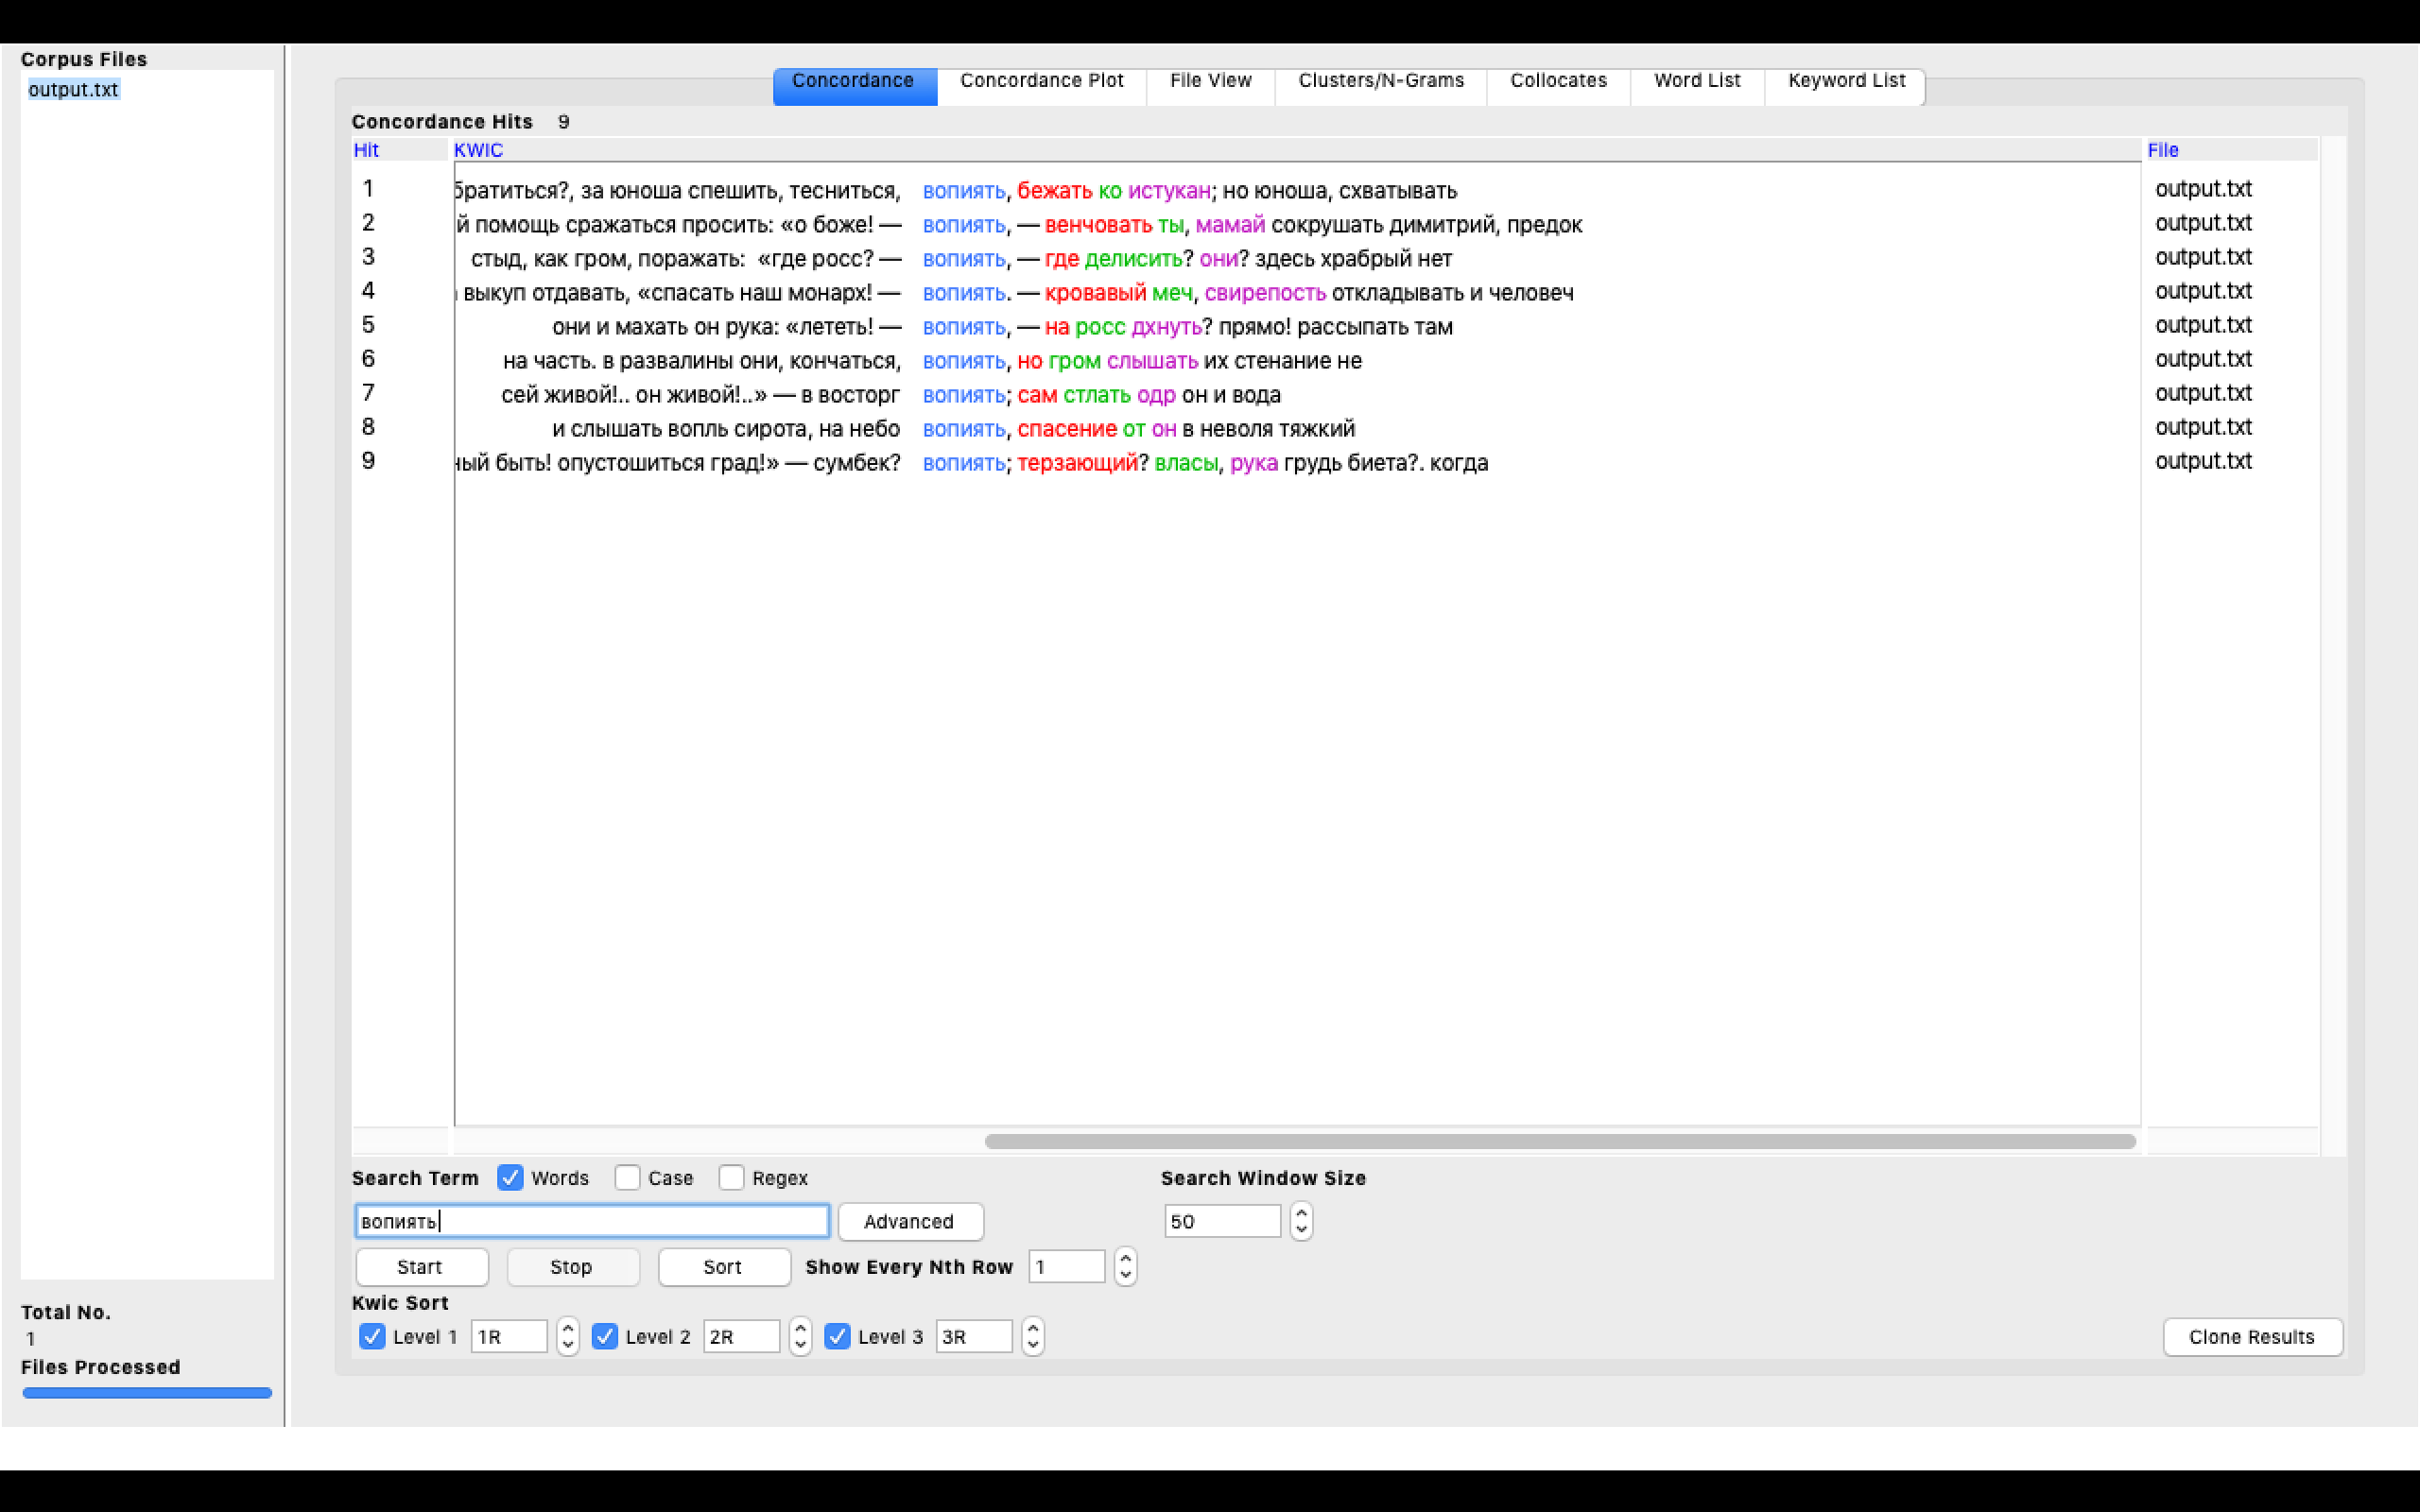 Corpus Files
output.txt
Concordance Concordance Plot File View Clusters/N-Grams Collocates Word List Keyword List
Concordance Hits 9
Hit KWIC File
1 братиться?, за юноша спешить, тесниться, вопиять, бежать ко истукан; но юноша, схватывать output.txt
2 й помощь сражаться просить: «о боже! — вопиять, — венчовать ты, мамай сокрушать димитрий, предок output.txt
3 стыд, как гром, поражать: «где росс? — вопиять, — где делисить? они? здесь храбрый нет output.txt
4 выкуп отдавать, «спасать наш монарх! — вопиять. — кровавый меч, свирепость откладывать и человеч output.txt
5 они и махать он рука: «лететь! — вопиять, — на росс дхнуть? прямо! рассыпать там output.txt
6 на часть. в развалины они, кончаться, вопиять, но гром слышать их стенание не output.txt
7 сей живой!.. он живой!..» — в восторг вопиять; сам стлать одр он и вода output.txt
8 и слышать вопль сирота, на небо вопиять, спасение от он в неволя тяжкий output.txt
9 ный быть! опустошиться град!» — сумбек? вопиять; терзающий? власы, рука грудь биета?. когда output.txt
Search Term Words Case Regex Search Window Size
вопиять Advanced 50
Start Stop Sort Show Every Nth Row 1
Kwic Sort
Level 1 1R Level 2 2R Level 3 3R Clone Results
Total No.
1
Files Processed